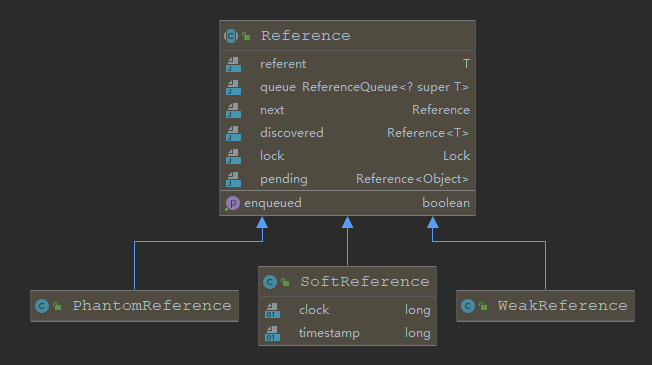 Reference
referent T
queue ReferenceQueue<? super T>
next Reference
discovered Reference<T>
lock Lock
pending Reference<Object>
enqueued boolean
PhantomReference
SoftReference
clock long
timestamp long
WeakReference